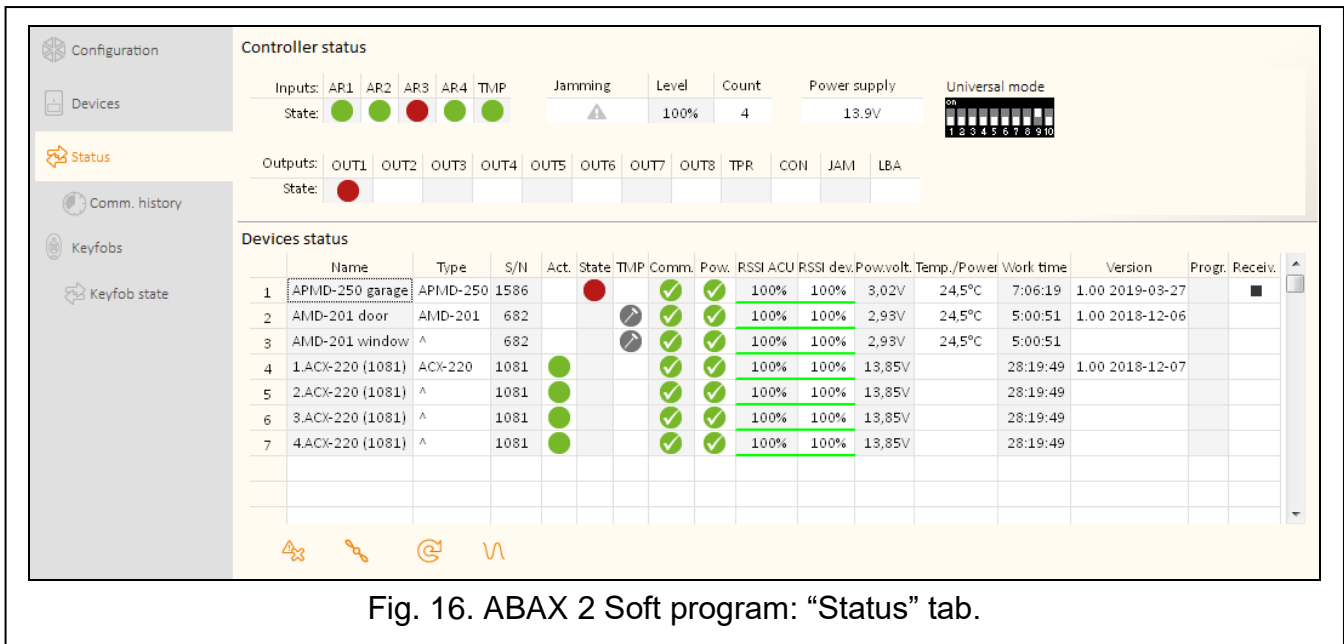 Configuration
Devices
Status
Comm. history
Keyfobs
Keyfob state
Controller status
Inputs: AR1 AR2 AR3 AR4 TMP Jamming Level Count Power supply Universal mode
State: 100% 4 13.9V
on
1 2 3 4 5 6 7 8 9 10
Outputs: OUT1 OUT2 OUT3 OUT4 OUT5 OUT6 OUT7 OUT8 TPR CON JAM LBA
State:
Devices status
Name Type S/N Act. State TMP Comm. Pow. RSSI ACU RSSI dev. Pow.volt. Temp./Power Work time Version Progr. Receiv.
1 APMD-250 garage APMD-250 1586 100% 100% 3,02V 24,5°C 7:06:19 1.00 2019-03-27
2 AMD-201 door AMD-201 682 100% 100% 2,93V 24,5°C 5:00:51 1.00 2018-12-06
3 AMD-201 window ^ 682 100% 100% 2,93V 24,5°C 5:00:51
4 1.ACX-220 (1081) ACX-220 1081 100% 100% 13,85V 28:19:49 1.00 2018-12-07
5 2.ACX-220 (1081) ^ 1081 100% 100% 13,85V 28:19:49
6 3.ACX-220 (1081) ^ 1081 100% 100% 13,85V 28:19:49
7 4.ACX-220 (1081) ^ 1081 100% 100% 13,85V 28:19:49
Fig. 16. ABAX 2 Soft program: “Status” tab.